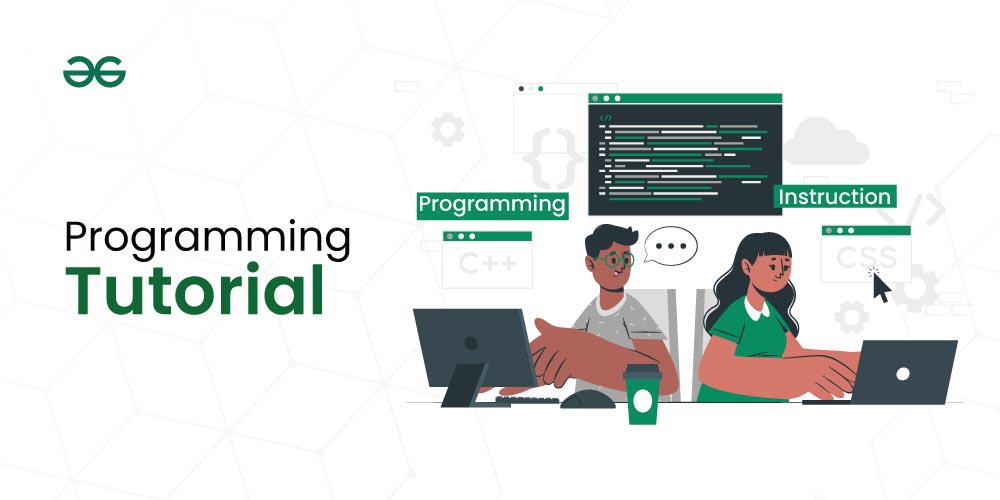 Programming
Tutorial
Programming
Instruction
</>
{}
C++
CSS
</>